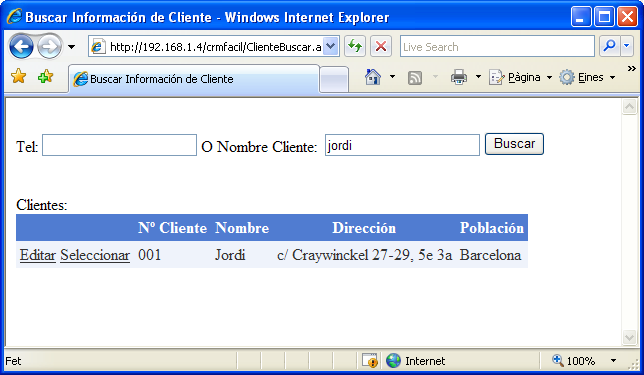 Buscar Información de Cliente - Windows Internet Explorer
http://192.168.1.4/crmfacil/ClienteBuscar.a
Live Search
Buscar Información de Cliente
Pàgina
Eines
Tel:
O Nombre Cliente:
jordi
Buscar
Clientes:
Nº Cliente Nombre Dirección Población
Editar Seleccionar 001 Jordi c/ Craywinckel 27-29, 5e 3a Barcelona
Fet
Internet
100%